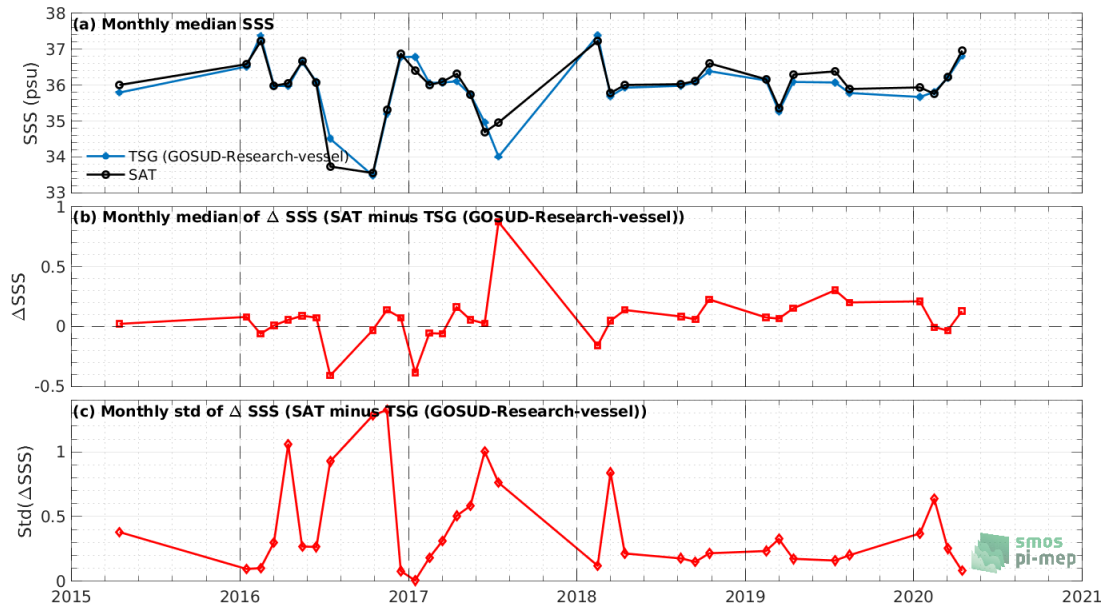 (a) Monthly median SSS
37
36
35
34
33
SSS (psu)
TSG (GOSUD-Research-vessel)
SAT
(b) Monthly median of Δ SSS (SAT minus TSG (GOSUD-Research-vessel))
1
0.5
0
-0.5
ΔSSS
(c) Monthly std of Δ SSS (SAT minus TSG (GOSUD-Research-vessel))
1
0.5
0
Std(ΔSSS)
smos
pi-mep
2015 2016 2017 2018 2019 2020 2021